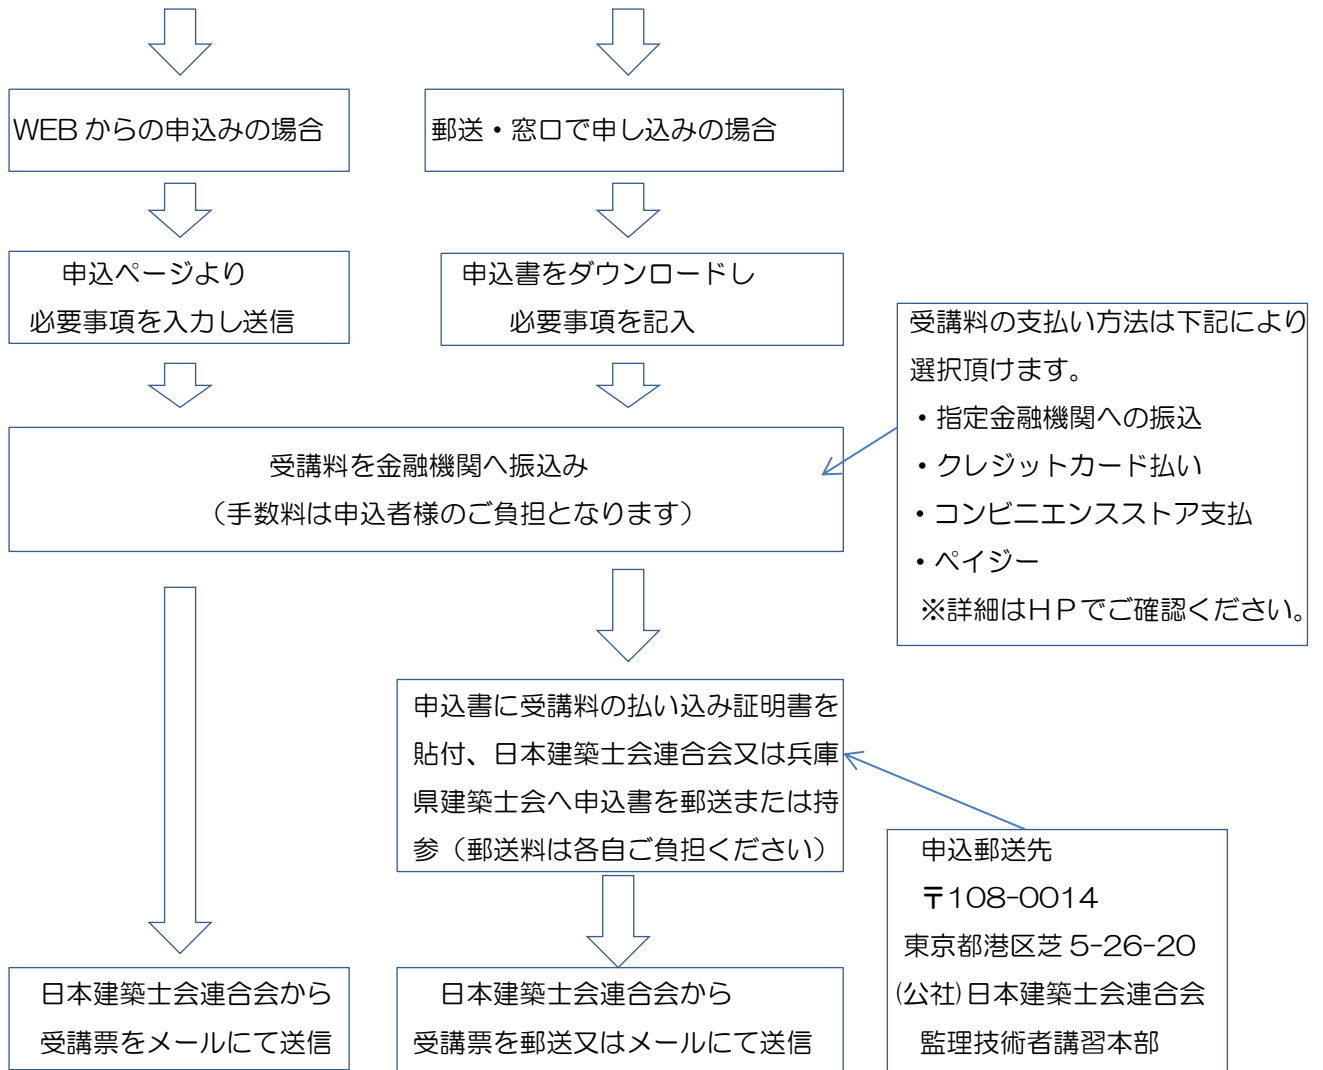 WEBからの申込みの場合
郵送・窓口で申し込みの場合
申込ページより
必要事項を入力し送信
申込書をダウンロードし
必要事項を記入
受講料の支払い方法は下記により
選択頂けます。
・指定金融機関への振込
・クレジットカード払い
・コンビニエンスストア支払
・ペイジー
※詳細はＨＰでご確認ください。
受講料を金融機関へ振込み
（手数料は申込者様のご負担となります）
申込書に受講料の払い込み証明書を
貼付、日本建築士会連合会又は兵庫
県建築士会へ申込書を郵送または持
参（郵送料は各自ご負担ください）
申込郵送先
〒108-0014
東京都港区芝 5-26-20
(公社)日本建築士会連合会
監理技術者講習本部
日本建築士会連合会から
受講票をメールにて送信
日本建築士会連合会から
受講票を郵送又はメールにて送信